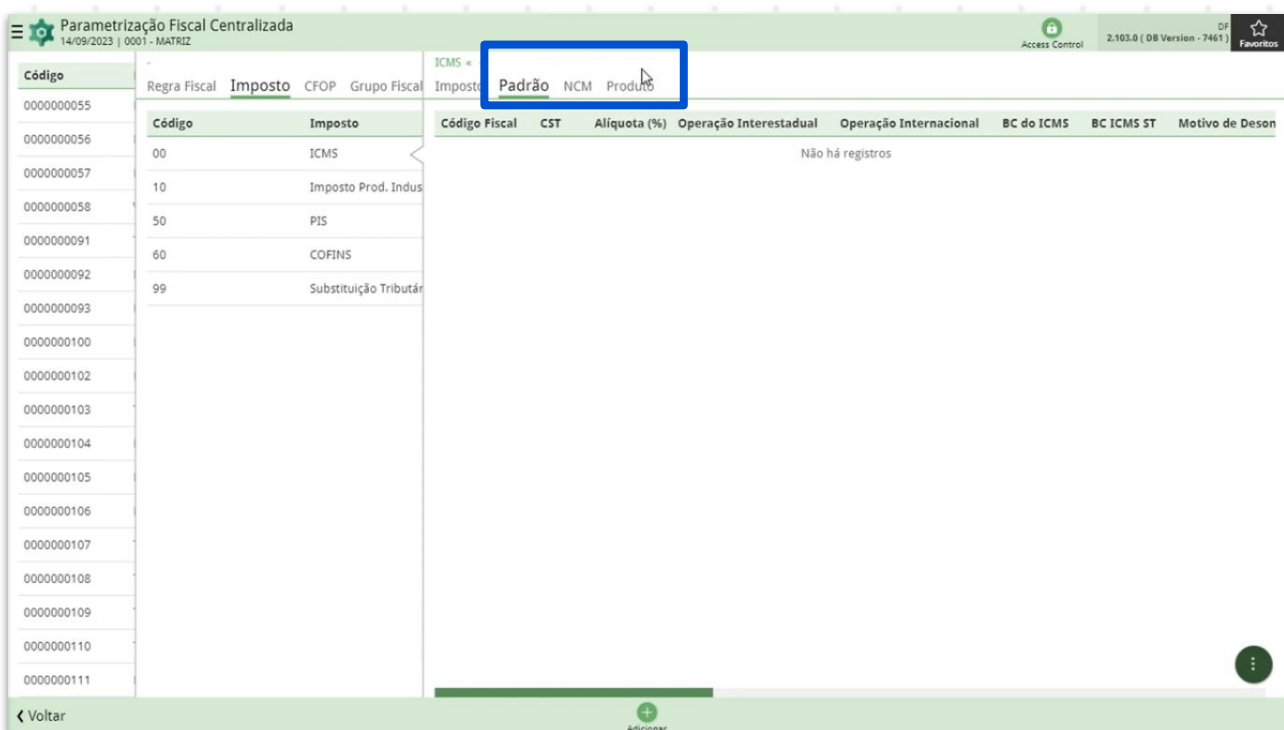 Parametrização Fiscal Centralizada
14/09/2023 | 0001 - MATRIZ
Access Control
DF
2.103.0 ( DB Version - 7461 )
Favoritos
Código
0000000055
0000000056
0000000057
0000000058
0000000091
0000000092
0000000093
0000000100
0000000102
0000000103
0000000104
0000000105
0000000106
0000000107
0000000108
0000000109
0000000110
0000000111
-
Regra Fiscal Imposto CFOP Grupo Fiscal
Código Imposto
00 ICMS
10 Imposto Prod. Indus
50 PIS
60 COFINS
99 Substituição Tributár
ICMS «
Imposto Padrão NCM Produto
Código Fiscal CST Alíquota (%) Operação Interestadual Operação Internacional BC do ICMS BC ICMS ST Motivo de Deson
Não há registros
Voltar
Adicionar